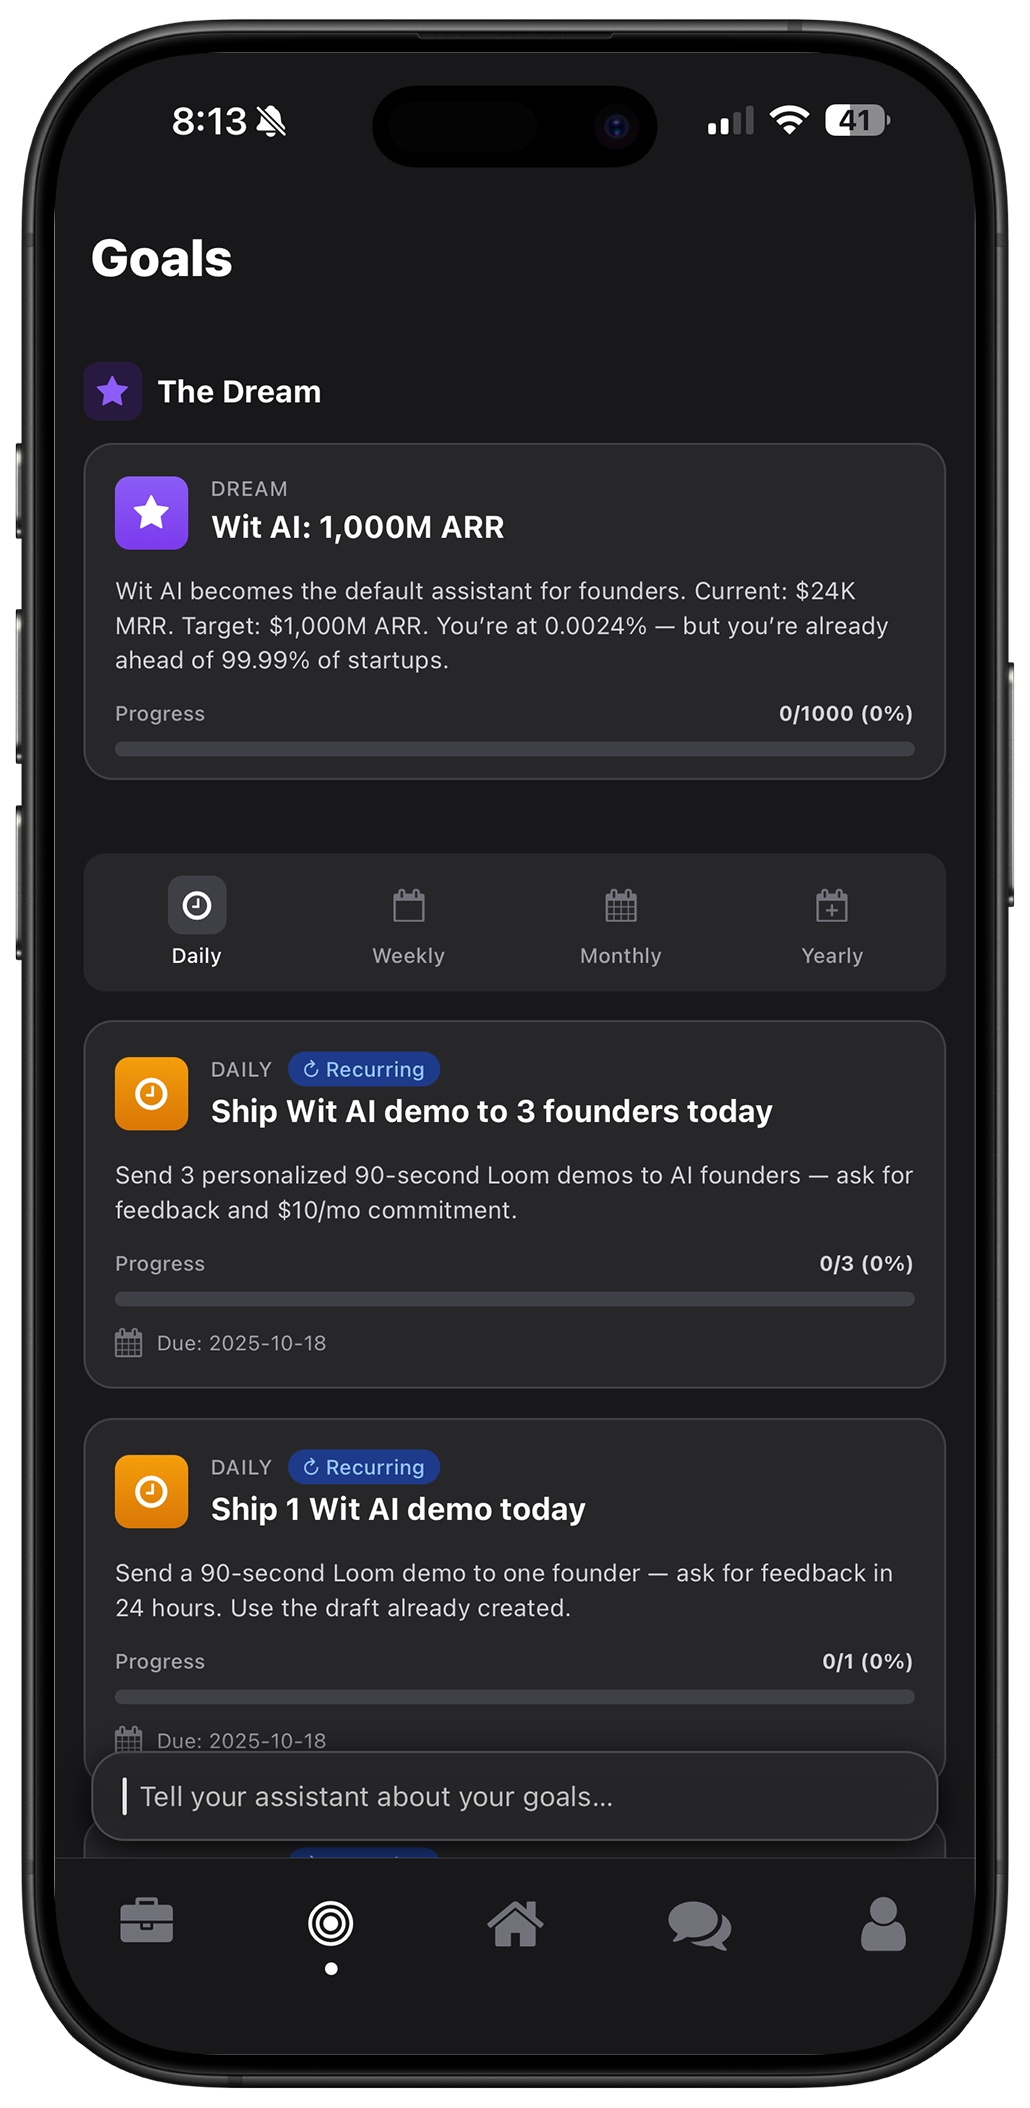 8:13
41
Goals
The Dream
DREAM
Wit AI: 1,000M ARR
Wit AI becomes the default assistant for founders. Current: $24K
MRR. Target: $1,000M ARR. You’re at 0.0024% — but you’re already
ahead of 99.99% of startups.
Progress 0/1000 (0%)
Daily Weekly Monthly Yearly
DAILY Recurring
Ship Wit AI demo to 3 founders today
Send 3 personalized 90-second Loom demos to AI founders — ask for
feedback and $10/mo commitment.
Progress 0/3 (0%)
Due: 2025-10-18
DAILY Recurring
Ship 1 Wit AI demo today
Send a 90-second Loom demo to one founder — ask for feedback in
24 hours. Use the draft already created.
Progress 0/1 (0%)
Due: 2025-10-18
Tell your assistant about your goals...